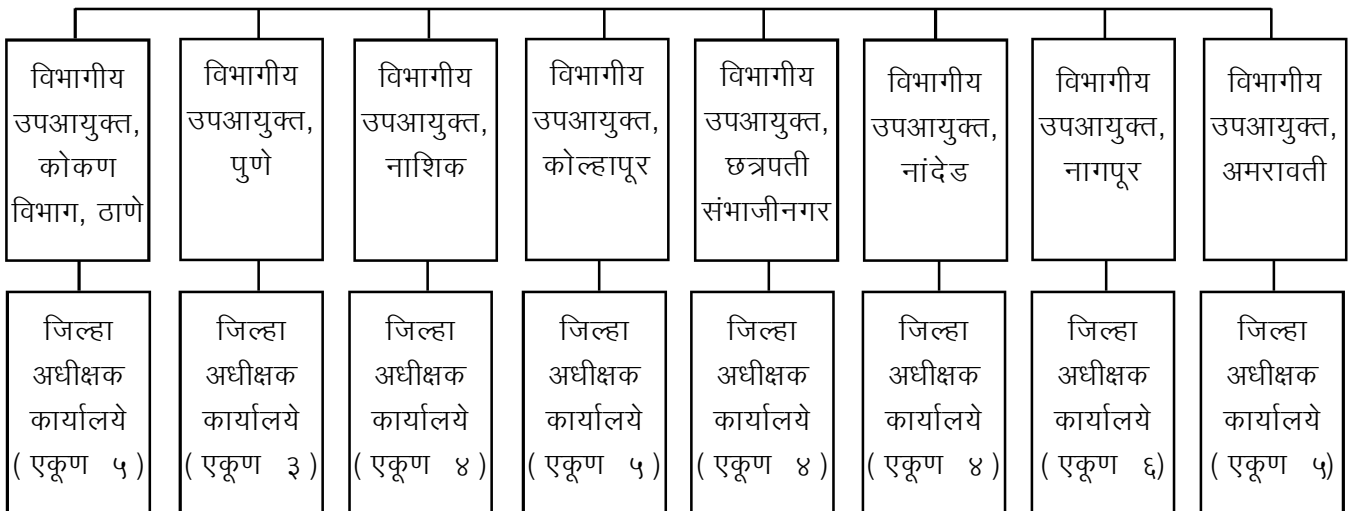 विभागीय
उपआयुक्त,
कोकण
विभाग, ठाणे
विभागीय
उपआयुक्त,
पुणे
विभागीय
उपआयुक्त,
नाशिक
विभागीय
उपआयुक्त,
कोल्हापूर
विभागीय
उपआयुक्त,
छत्रपती
संभाजीनगर
विभागीय
उपआयुक्त,
नांदेड
विभागीय
उपआयुक्त,
नागपूर
विभागीय
उपआयुक्त,
अमरावती
जिल्हा
अधीक्षक
कार्यालये
( एकूण ५ )
जिल्हा
अधीक्षक
कार्यालये
( एकूण ३ )
जिल्हा
अधीक्षक
कार्यालये
( एकूण ४ )
जिल्हा
अधीक्षक
कार्यालये
( एकूण ५ )
जिल्हा
अधीक्षक
कार्यालये
( एकूण ४ )
जिल्हा
अधीक्षक
कार्यालये
( एकूण ४ )
जिल्हा
अधीक्षक
कार्यालये
( एकूण ६)
जिल्हा
अधीक्षक
कार्यालये
( एकूण ५)